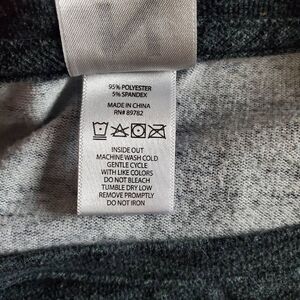 95% POLYESTER
5% SPANDEX
MADE IN CHINA
RN# 89782
INSIDE OUT
MACHINE WASH COLD
GENTLE CYCLE
WITH LIKE COLORS
DO NOT BLEACH
TUMBLE DRY LOW
REMOVE PROMPTLY
DO NOT IRON